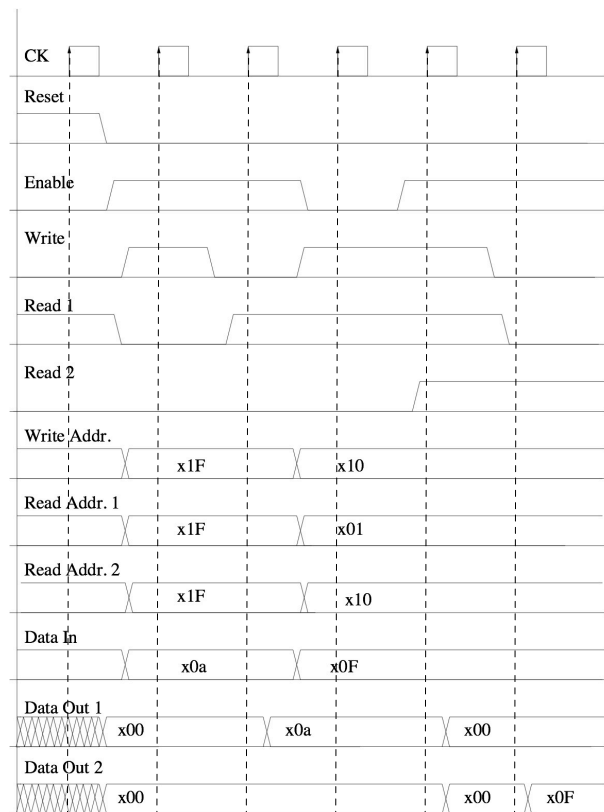 CK
Reset
Enable
Write
Read 1
Read 2
Write Addr.
x1F x10
Read Addr. 1
x1F x01
Read Addr. 2
x1F x10
Data In
x0a x0F
Data Out 1
x00 x0a x00
Data Out 2
x00 x00 x0F